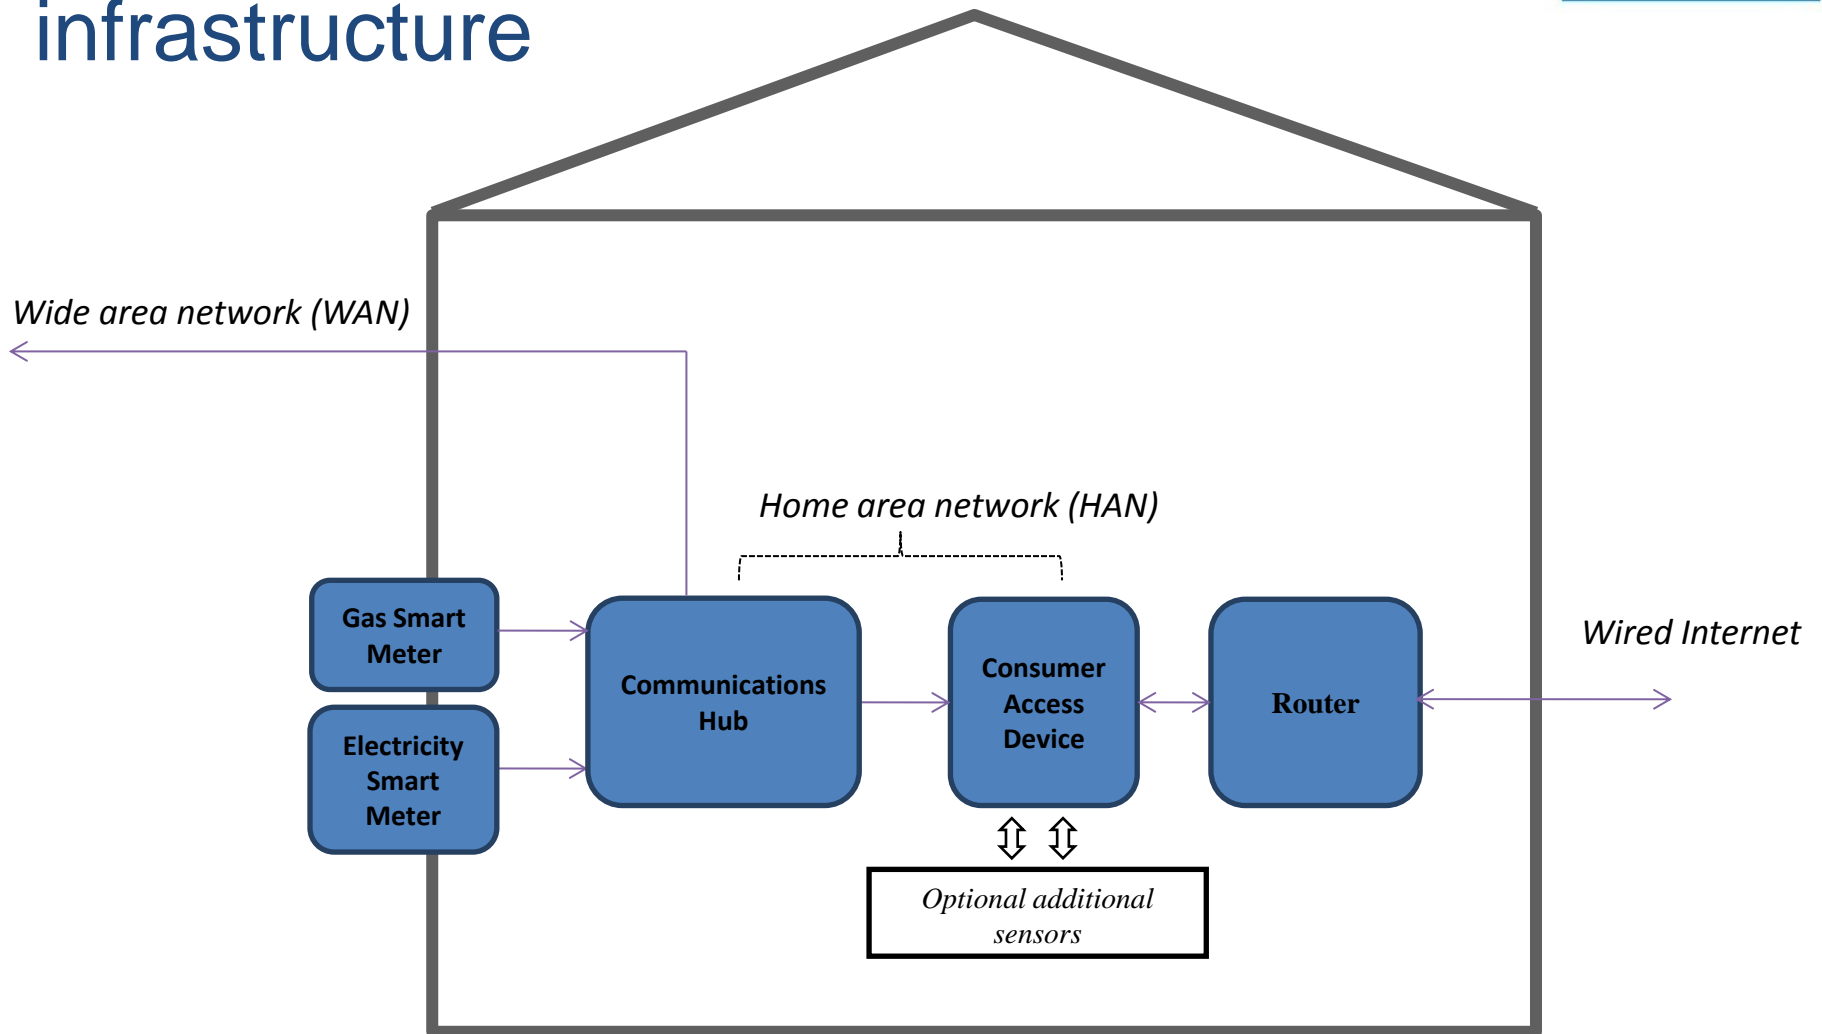 infrastructure
Wide area network (WAN)
Home area network (HAN)
Gas Smart
Meter
Electricity
Smart
Meter
Communications
Hub
Consumer
Access
Device
Router
Wired Internet
Optional additional
sensors